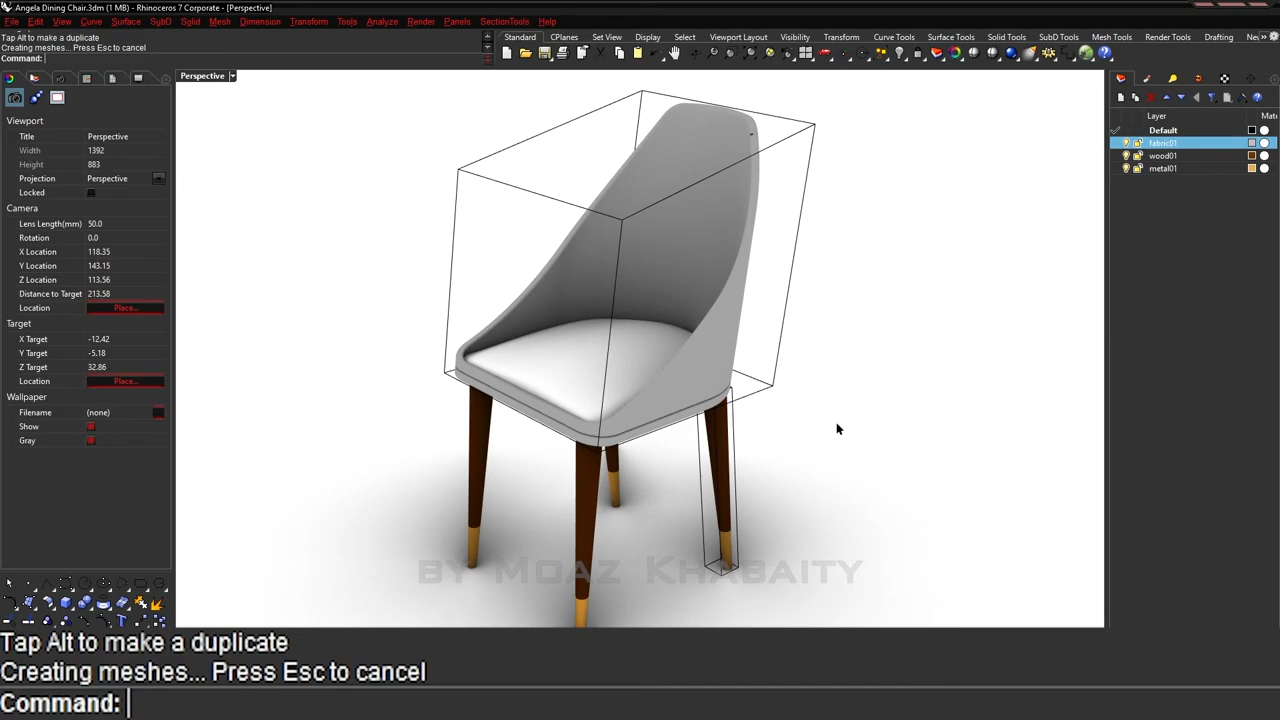 Angela Dining Chair.3dm (1 MB) - Rhinoceros 7 Corporate - [Perspective]
File Edit View Curve Surface SubD Solid Mesh Dimension Transform Tools Analyze Render Panels SectionTools Help
Tap Alt to make a duplicate
Creating meshes... Press Esc to cancel
Command:
Standard CPlanes Set View Display Select Viewport Layout Visibility Transform Curve Tools Surface Tools Solid Tools SubD Tools Mesh Tools Render Tools Drafting
Perspective
Viewport
Title Perspective
Width 1392
Height 883
Projection Perspective
Locked
Camera
Lens Length(mm) 50.0
Rotation 0.0
X Location 118.35
Y Location 143.15
Z Location 113.56
Distance to Target 213.58
Location Place...
Target
X Target -12.42
Y Target -5.18
Z Target 32.86
Location Place...
Wallpaper
Filename (none)
Show
Gray
Layer Mate
Default
fabric01
wood01
metal01
by Moaz Khabaity
Tap Alt to make a duplicate
Creating meshes... Press Esc to cancel
Command: